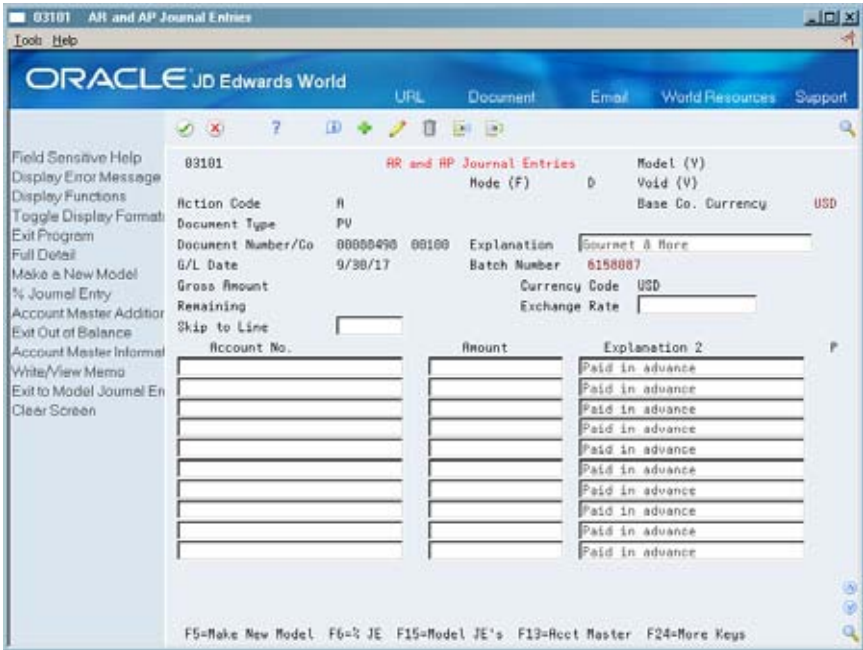 03101 AR and AP Journal Entries
Tools Help
ORACLE JD Edwards World
URL Document Email World Resources Support
Field Sensitive Help
Display Error Message
Display Functions
Toggle Display Formati
Exit Program
Full Detail
Make a New Model
% Journal Entry
Account Master Addition
Exit Out of Balance
Account Master Informat
Write/View Memo
Exit to Model Journal En
Clear Screen
03101 AR and AP Journal Entries Model (V)
Mode (F) D Void (V)
Action Code A Base Co. Currency USD
Document Type PV
Document Number/Co 00000498 00100 Explanation Gourmet & More
G/L Date 9/30/17 Batch Number 6158087
Gross Amount Currency Code USD
Remaining Exchange Rate
Skip to Line
Account No. Amount Explanation 2 P
Paid in advance
Paid in advance
Paid in advance
Paid in advance
Paid in advance
Paid in advance
Paid in advance
Paid in advance
Paid in advance
Paid in advance
F5=Make New Model F6=% JE F15=Model JE's F13=Acct Master F24=More Keys